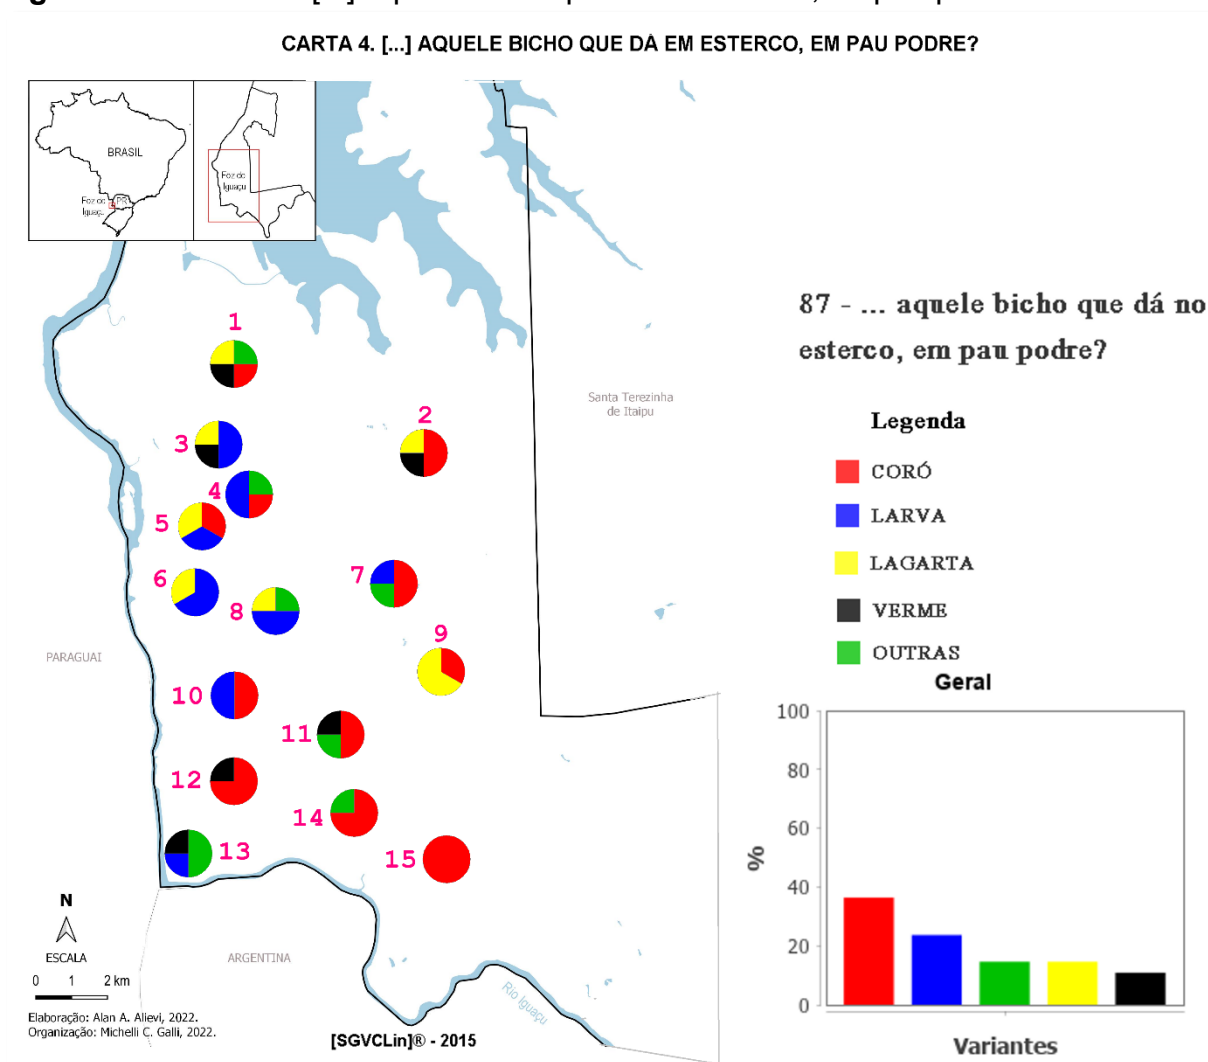 CARTA 4. [...] AQUELE BICHO QUE DÁ EM ESTERCO, EM PAU PODRE?
BRASIL
Foz do
Iguaçu
PR
Foz do
Iguaçu
1
2
3
4
5
6
7
8
9
10
11
12
13
14
15
Santa Terezinha
de Itaipu
PARAGUAI
ARGENTINA
Rio Iguaçu
N
ESCALA
0 1 2 km
Elaboração: Alan A. Alievi, 2022.
Organização: Michelli C. Galli, 2022.
[SGVCLin]® - 2015
87 - ... aquele bicho que dá no
esterco, em pau podre?
Legenda
CORÓ
LARVA
LAGARTA
VERME
OUTRAS
Geral
100
80
60
40
20
0
%
Variantes